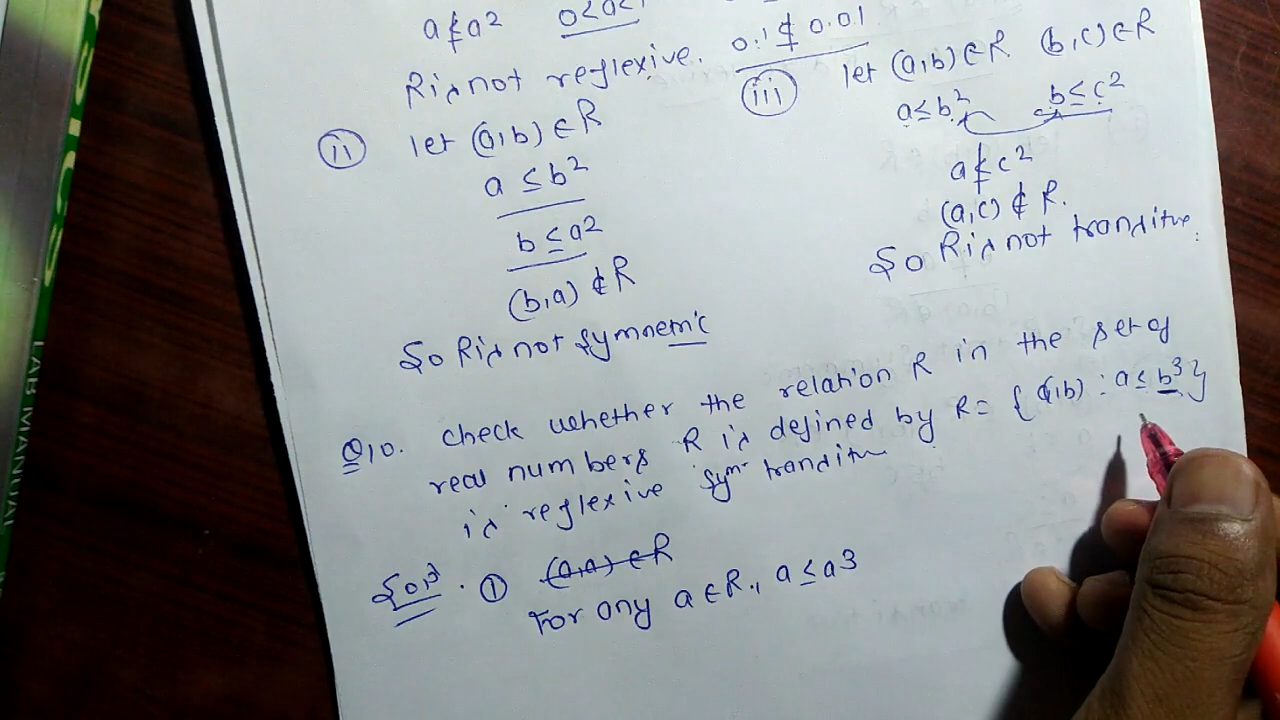 a ≰ a² 0<a<1
R is not reflexive. 0.1 ≰ 0.01
(ii) let (a,b) ∈ R
a ≤ b²
b ≤ a²
(b,a) ∉ R
So R is not symmetric
(iii) let (a,b) ∈ R (b,c) ∈ R
a ≤ b² b ≤ c²
a ≰ c²
(a,c) ∉ R.
So R is not transitive.
Q10. check whether the relation R in the set of
real numbers R is defined by R = {(a,b) : a ≤ b³}
is reflexive sym transitive
Sol. ① (a,a) ∈ R
For any a ∈ R, a ≤ a³
LAB MANUAL